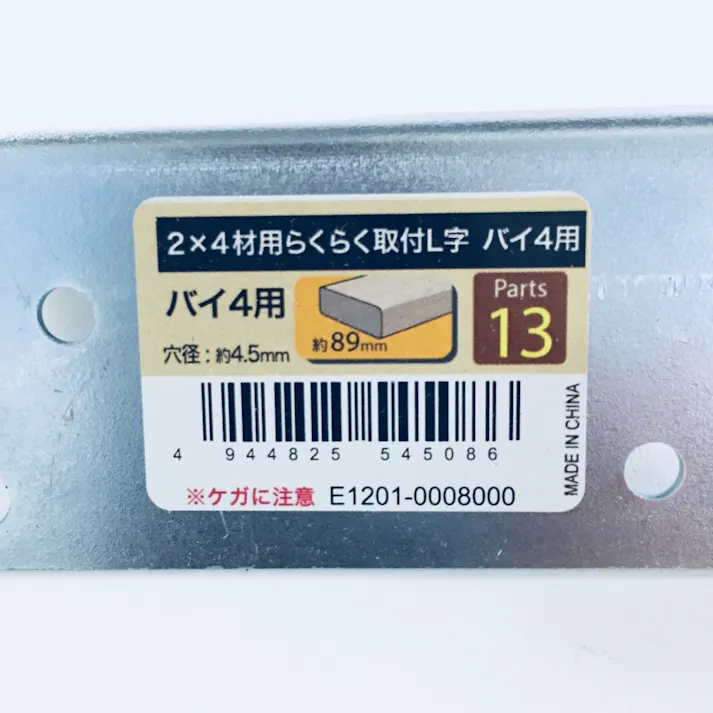 2×4材用らくらく取付L字 バイ4用
バイ4用
穴径：約4.5mm
約89mm
Parts
13
4 944825 545086
MADE IN CHINA
※ケガに注意 E1201-0008000